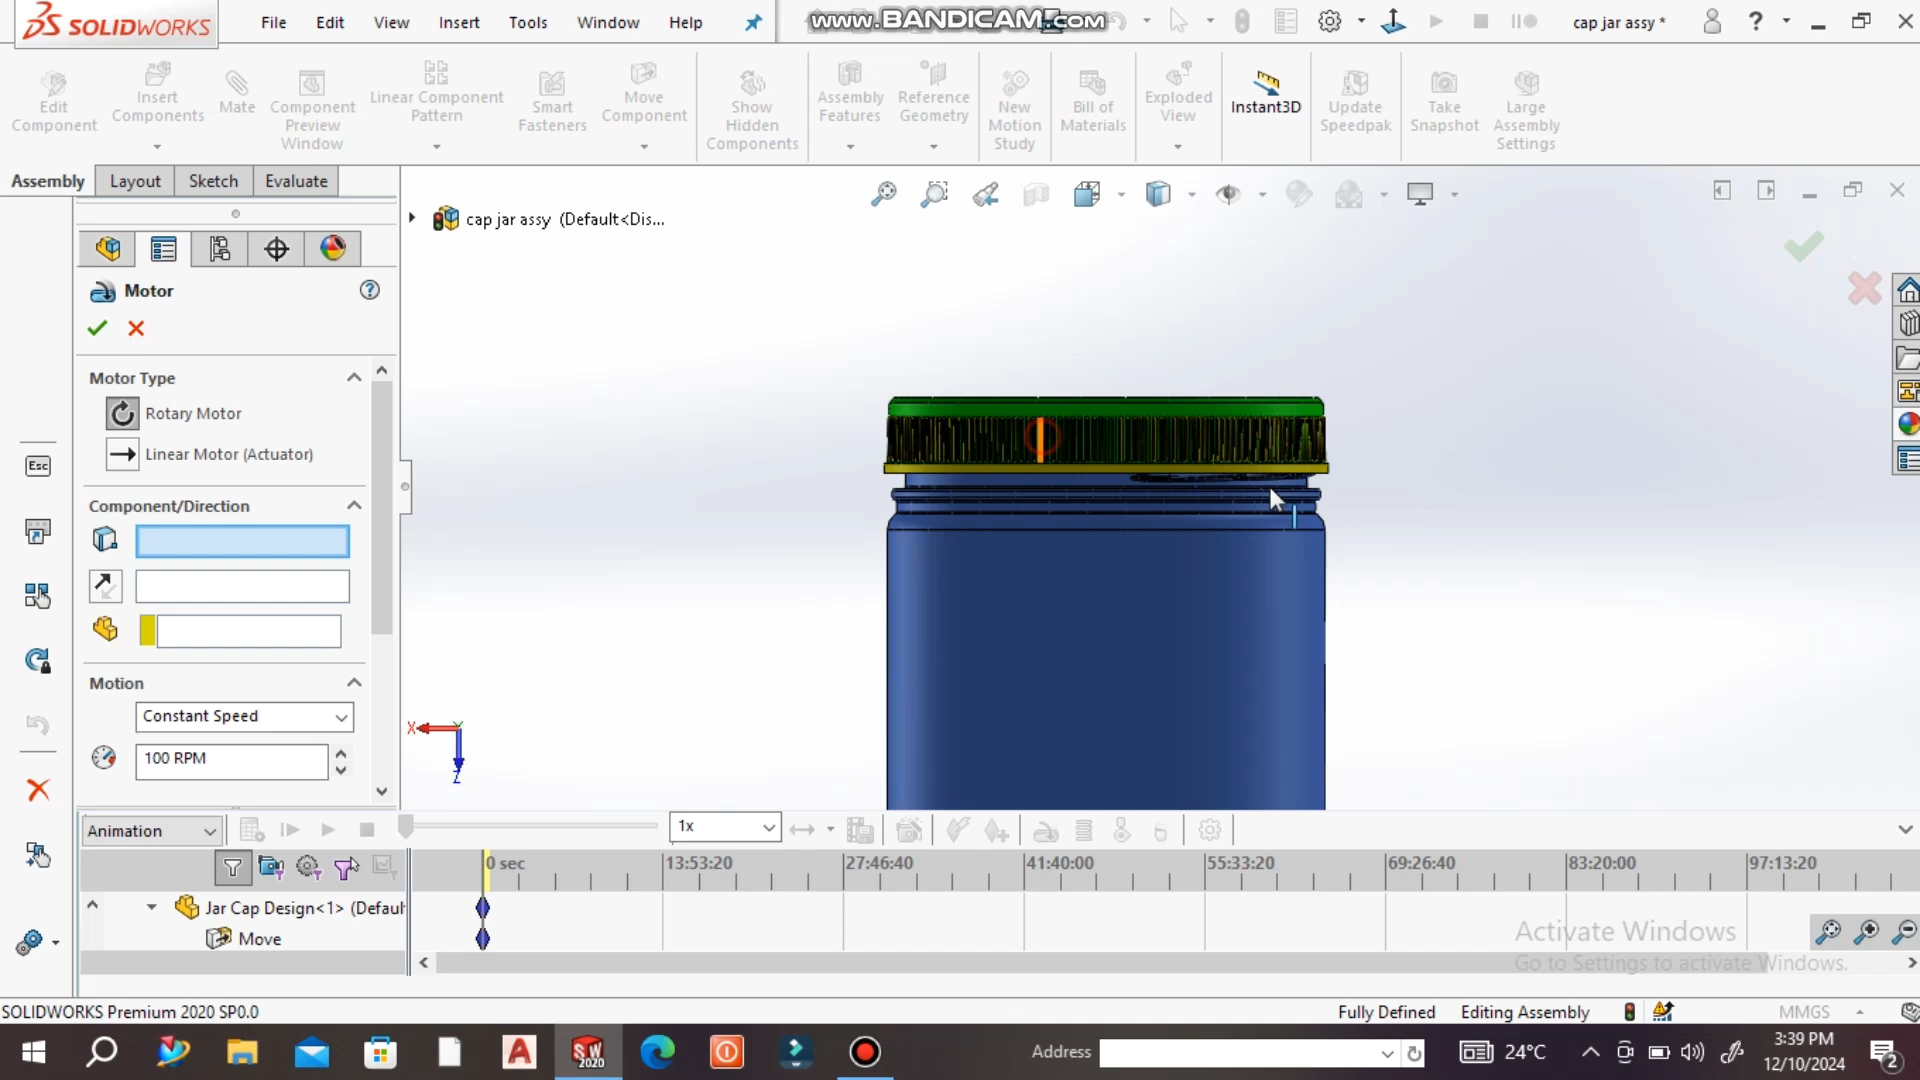 SOLIDWORKS
File
Edit
View
Insert
Tools
Window
Help
www.BANDICAM.com
cap jar assy *
?
Edit
Component
Insert
Components
Mate
Component
Preview
Window
Linear Component
Pattern
Smart
Fasteners
Move
Component
Show
Hidden
Components
Assembly
Features
Reference
Geometry
New
Motion
Study
Bill of
Materials
Exploded
View
Instant3D
Update
Speedpak
Take
Snapshot
Large
Assembly
Settings
Assembly
Layout
Sketch
Evaluate
cap jar assy (Default<Dis...
Motor
?
Motor Type
Rotary Motor
Linear Motor (Actuator)
Component/Direction
Motion
Constant Speed
100 RPM
Esc
X
Y
Z
Animation
1x
0 sec
13:53:20
27:46:40
41:40:00
55:33:20
69:26:40
83:20:00
97:13:20
Jar Cap Design<1> (Defaul
Move
Activate Windows
Go to Settings to activate Windows.
SOLIDWORKS Premium 2020 SP0.0
Fully Defined
Editing Assembly
MMGS
A
SW
2020
Address
24°C
3:39 PM
12/10/2024
2